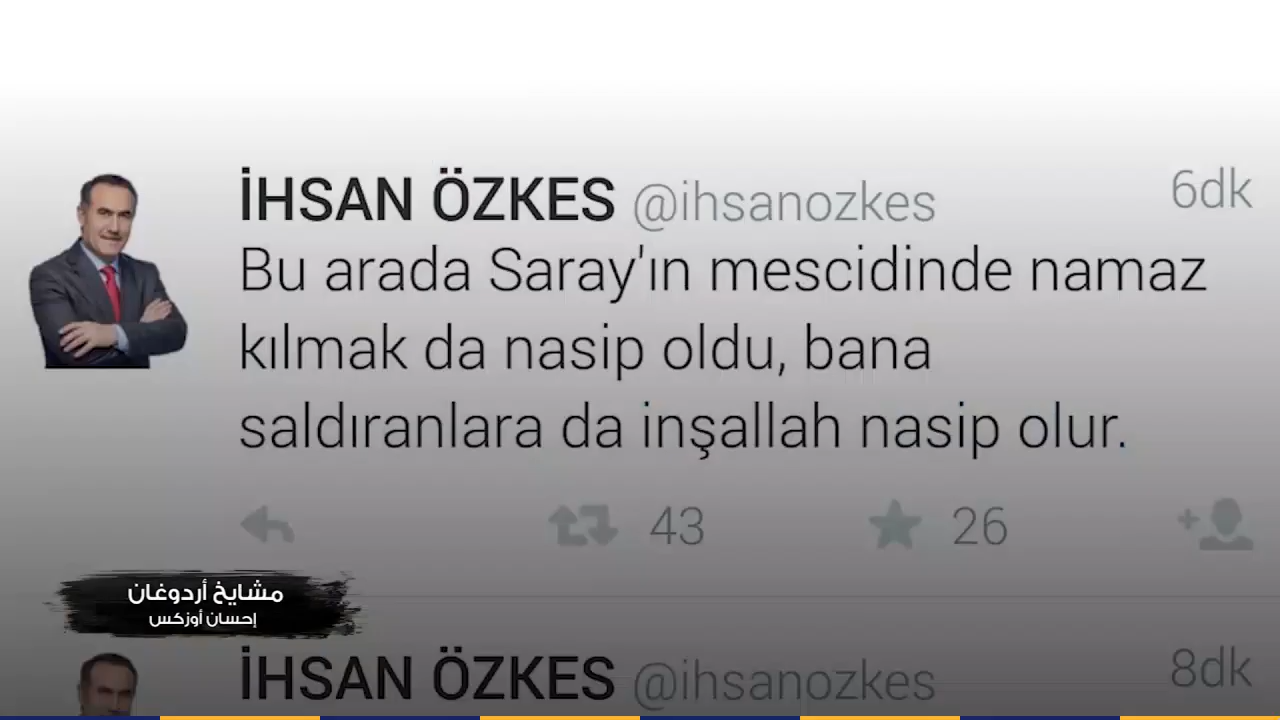 İHSAN ÖZKES @ihsanozkes 6dk
Bu arada Saray'ın mescidinde namaz
kılmak da nasip oldu, bana
saldıranlara da inşallah nasip olur.
43 26
مشايخ أردوغان
إحسان أوزكس
İHSAN ÖZKES @ihsanozkes 8dk